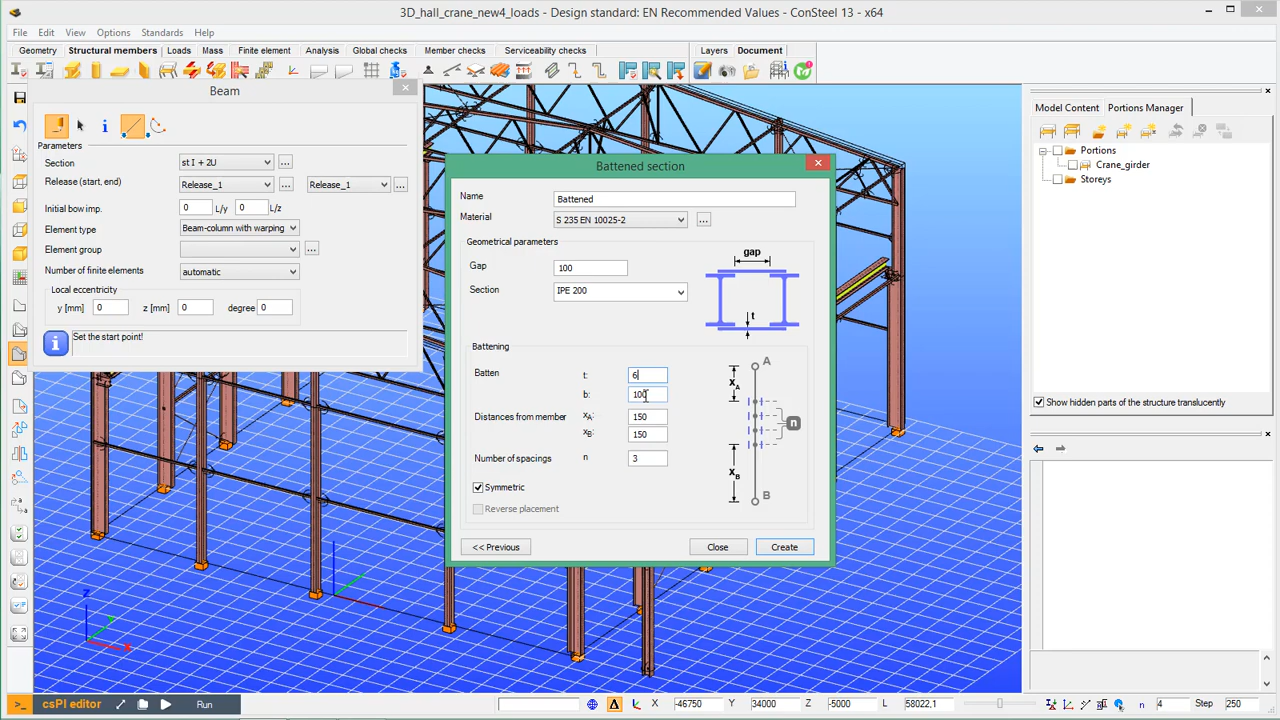 3D_hall_crane_new4_loads - Design standard: EN Recommended Values - ConSteel 13 - x64
File Edit View Options Standards Help
Geometry Structural members Loads Mass Finite element Analysis Global checks Member checks Serviceability checks Layers Document
Beam
Parameters
Section st I + 2U ...
Release (start. end) Release_1 ... Release_1 ...
Initial bow imp. 0 L/y 0 L/z
Element type Beam-column with warping
Element group ...
Number of finite elements automatic
Local eccentricity
y [mm] 0 z [mm] 0 degree 0
Set the start point!
Battened section
Name Battened
Material S 235 EN 10025-2 ...
Geometrical parameters
Gap 100
Section IPE 200
gap
t
Battening
Batten t: 6
b: 100
Distances from member xA: 150
xB: 150
Number of spacings n 3
Symmetric
Reverse placement
A
xA
n
xB
B
<< Previous Close Create
Model Content Portions Manager
Portions
Crane_girder
Storeys
Show hidden parts of the structure translucently
Z
Y
X
>_ csPI editor Run
X -46750 Y 34000 Z -5000 L 58022,1 n 4 Step 250